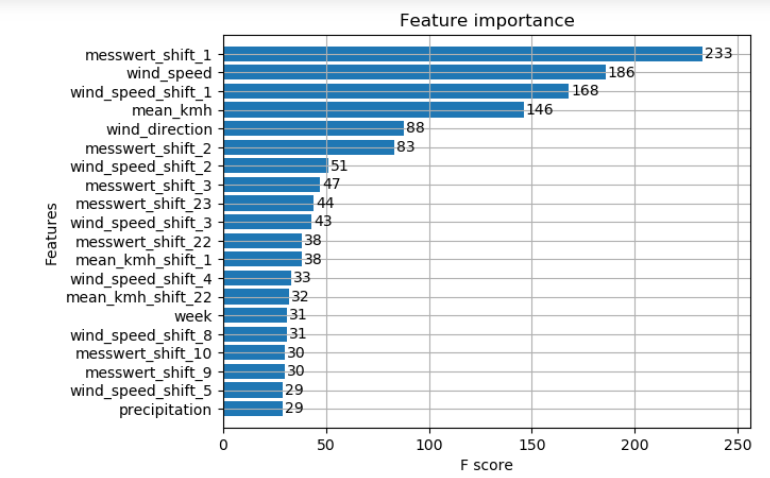 Feature importance
messwert_shift_1 233
wind_speed 186
wind_speed_shift_1 168
mean_kmh 146
wind_direction 88
messwert_shift_2 83
wind_speed_shift_2 51
messwert_shift_3 47
messwert_shift_23 44
wind_speed_shift_3 43
messwert_shift_22 38
mean_kmh_shift_1 38
wind_speed_shift_4 33
mean_kmh_shift_22 32
week 31
wind_speed_shift_8 31
messwert_shift_10 30
messwert_shift_9 30
wind_speed_shift_5 29
precipitation 29
Features
0 50 100 150 200 250
F score